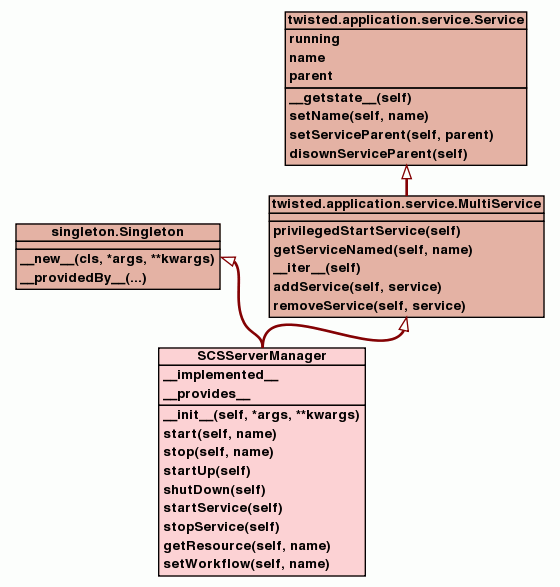 twisted.application.service.Service
running
name
parent
__getstate__(self)
setName(self, name)
setServiceParent(self, parent)
disownServiceParent(self)
twisted.application.service.MultiService
privilegedStartService(self)
getServiceNamed(self, name)
__iter__(self)
addService(self, service)
removeService(self, service)
singleton.Singleton
__new__(cls, *args, **kwargs)
__providedBy__(...)
SCSServerManager
__implemented__
__provides__
__init__(self, *args, **kwargs)
start(self, name)
stop(self, name)
startUp(self)
shutDown(self)
startService(self)
stopService(self)
getResource(self, name)
setWorkflow(self, name)